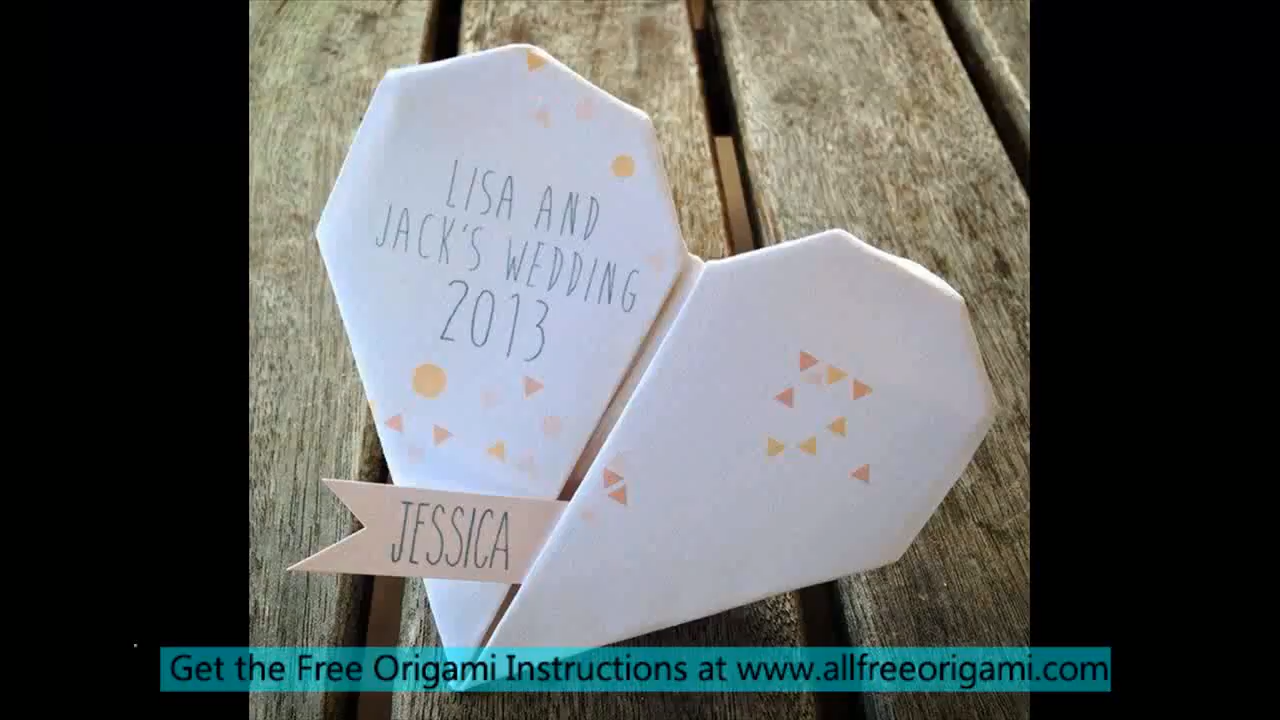 LISA AND
JACK'S WEDDING
2013
JESSICA
Get the Free Origami Instructions at www.allfreeorigami.com